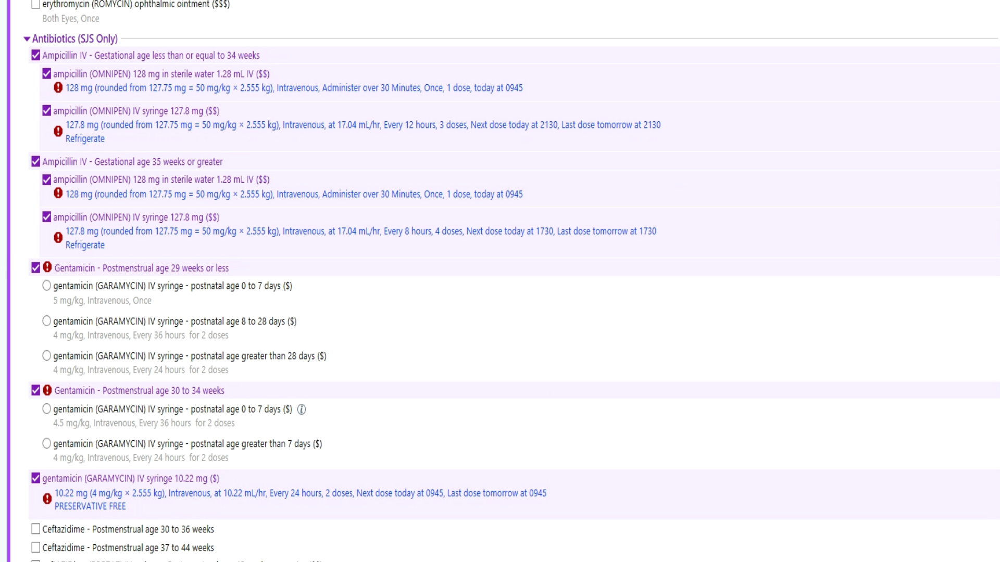 erythromycin (ROMYCIN) ophthalmic ointment ($$$)
Both Eyes, Once
Antibiotics (SJS Only)
Ampicillin IV - Gestational age less than or equal to 34 weeks
ampicillin (OMNIPEN) 128 mg in sterile water 1.28 mL IV ($$)
128 mg (rounded from 127.75 mg = 50 mg/kg × 2.555 kg), Intravenous, Administer over 30 Minutes, Once, 1 dose, today at 0945
ampicillin (OMNIPEN) IV syringe 127.8 mg ($$)
127.8 mg (rounded from 127.75 mg = 50 mg/kg × 2.555 kg), Intravenous, at 17.04 mL/hr, Every 12 hours, 3 doses, Next dose today at 2130, Last dose tomorrow at 2130
Refrigerate
Ampicillin IV - Gestational age 35 weeks or greater
ampicillin (OMNIPEN) 128 mg in sterile water 1.28 mL IV ($$)
128 mg (rounded from 127.75 mg = 50 mg/kg × 2.555 kg), Intravenous, Administer over 30 Minutes, Once, 1 dose, today at 0945
ampicillin (OMNIPEN) IV syringe 127.8 mg ($$)
127.8 mg (rounded from 127.75 mg = 50 mg/kg × 2.555 kg), Intravenous, at 17.04 mL/hr, Every 8 hours, 4 doses, Next dose today at 1730, Last dose tomorrow at 1730
Refrigerate
Gentamicin - Postmenstrual age 29 weeks or less
gentamicin (GARAMYCIN) IV syringe - postnatal age 0 to 7 days ($)
5 mg/kg, Intravenous, Once
gentamicin (GARAMYCIN) IV syringe - postnatal age 8 to 28 days ($)
4 mg/kg, Intravenous, Every 36 hours for 2 doses
gentamicin (GARAMYCIN) IV syringe - postnatal age greater than 28 days ($)
4 mg/kg, Intravenous, Every 24 hours for 2 doses
Gentamicin - Postmenstrual age 30 to 34 weeks
gentamicin (GARAMYCIN) IV syringe - postnatal age 0 to 7 days ($)
4.5 mg/kg, Intravenous, Every 36 hours for 2 doses
gentamicin (GARAMYCIN) IV syringe - postnatal age greater than 7 days ($)
4 mg/kg, Intravenous, Every 24 hours for 2 doses
gentamicin (GARAMYCIN) IV syringe 10.22 mg ($)
10.22 mg (4 mg/kg × 2.555 kg), Intravenous, at 10.22 mL/hr, Every 24 hours, 2 doses, Next dose today at 0945, Last dose tomorrow at 0945
PRESERVATIVE FREE
Ceftazidime - Postmenstrual age 30 to 36 weeks
Ceftazidime - Postmenstrual age 37 to 44 weeks